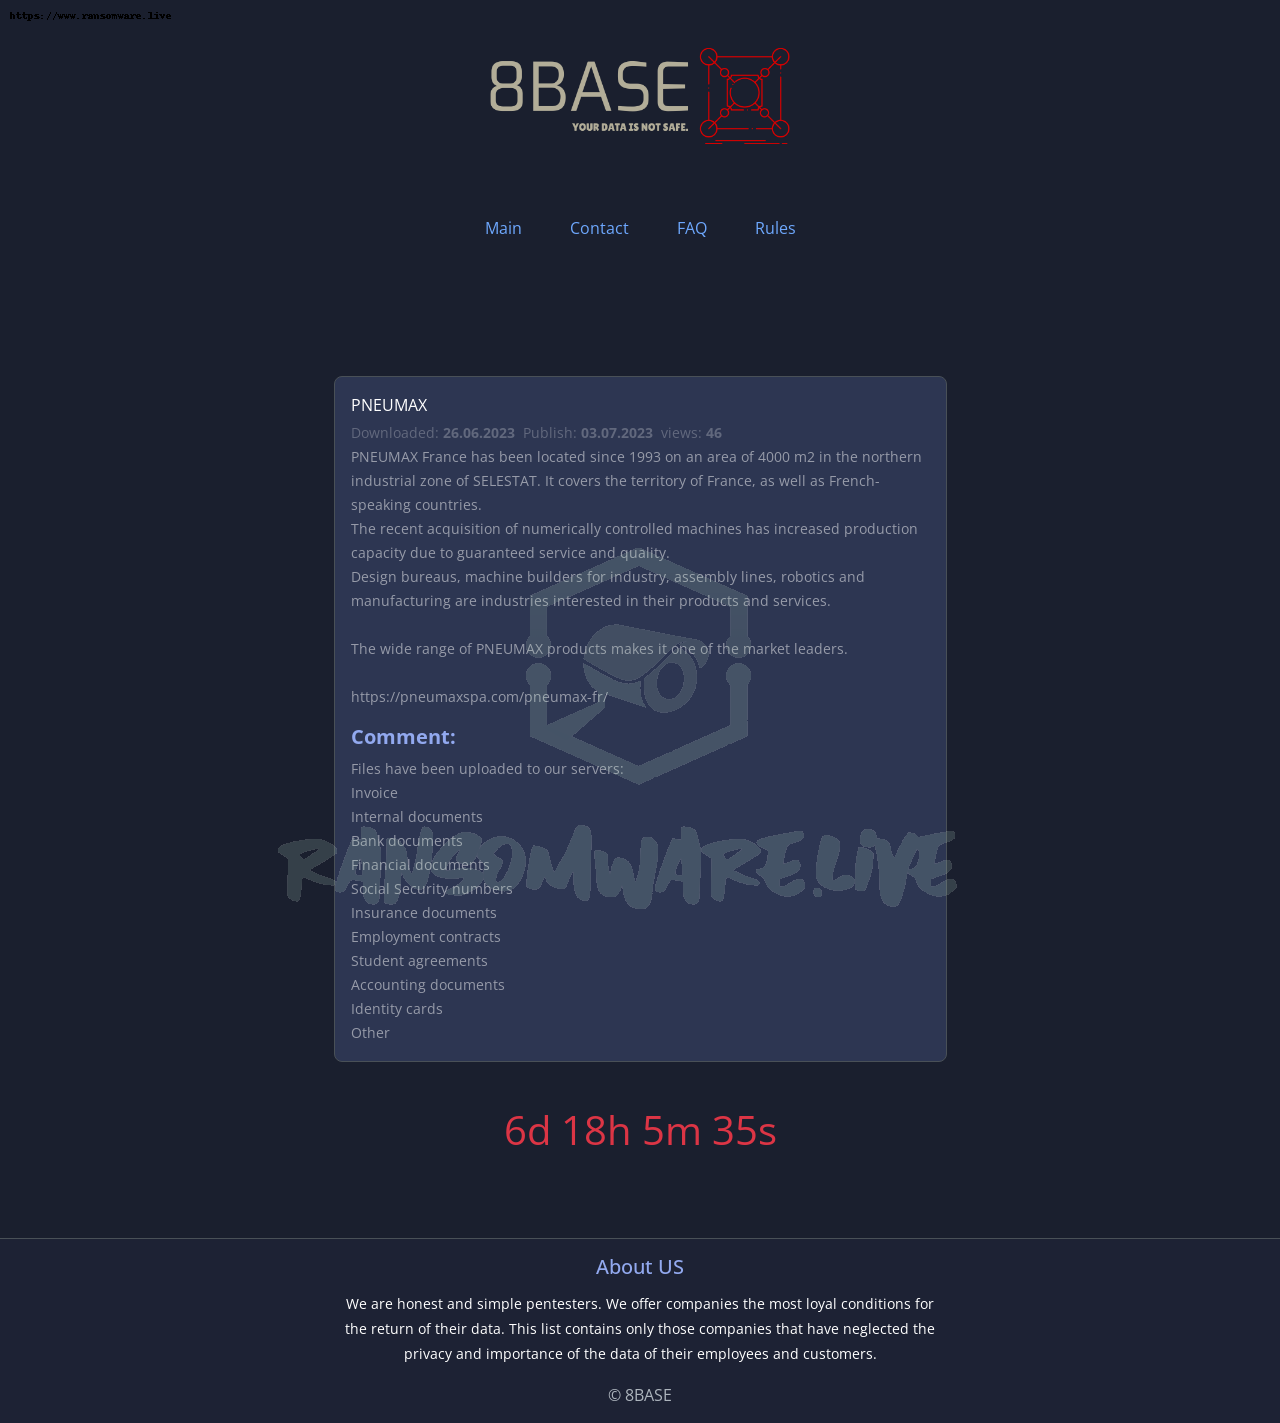 https://www.ransomware.live
8BASE
YOUR DATA IS NOT SAFE.
Main Contact FAQ Rules
PNEUMAX
Downloaded: 26.06.2023 Publish: 03.07.2023 views: 46
PNEUMAX France has been located since 1993 on an area of 4000 m2 in the northern
industrial zone of SELESTAT. It covers the territory of France, as well as French-
speaking countries.
The recent acquisition of numerically controlled machines has increased production
capacity due to guaranteed service and quality.
Design bureaus, machine builders for industry, assembly lines, robotics and
manufacturing are industries interested in their products and services.
The wide range of PNEUMAX products makes it one of the market leaders.
https://pneumaxspa.com/pneumax-fr/
Comment:
Files have been uploaded to our servers:
Invoice
Internal documents
Bank documents
RANSOMWARE.LIVE
Financial documents
Social Security numbers
Insurance documents
Employment contracts
Student agreements
Accounting documents
Identity cards
Other
6d 18h 5m 35s
About US
We are honest and simple pentesters. We offer companies the most loyal conditions for
the return of their data. This list contains only those companies that have neglected the
privacy and importance of the data of their employees and customers.
© 8BASE